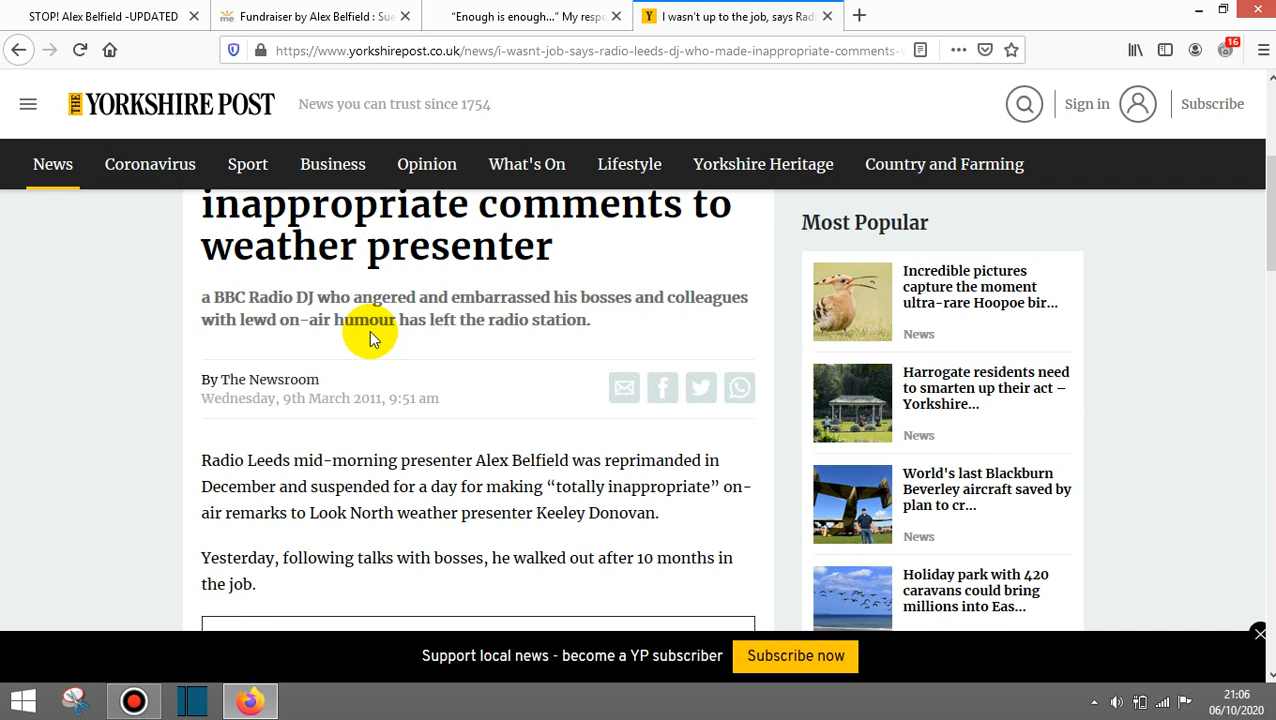 STOP! Alex Belfield -UPDATED
Fundraiser by Alex Belfield : Sue
"Enough is enough..." My respo
I wasn't up to the job, says Radi
https://www.yorkshirepost.co.uk/news/i-wasnt-job-says-radio-leeds-dj-who-made-inappropriate-comments-
16
THE YORKSHIRE POST
News you can trust since 1754
Sign in
Subscribe
News
Coronavirus
Sport
Business
Opinion
What's On
Lifestyle
Yorkshire Heritage
Country and Farming
inappropriate comments to
weather presenter
a BBC Radio DJ who angered and embarrassed his bosses and colleagues
with lewd on-air humour has left the radio station.
By The Newsroom
Wednesday, 9th March 2011, 9:51 am
Radio Leeds mid-morning presenter Alex Belfield was reprimanded in
December and suspended for a day for making “totally inappropriate” on-
air remarks to Look North weather presenter Keeley Donovan.
Yesterday, following talks with bosses, he walked out after 10 months in
the job.
Most Popular
Incredible pictures
capture the moment
ultra-rare Hoopoe bir...
News
Harrogate residents need
to smarten up their act –
Yorkshire...
News
World's last Blackburn
Beverley aircraft saved by
plan to cr...
News
Holiday park with 420
caravans could bring
millions into Eas...
Support local news - become a YP subscriber
Subscribe now
21:06
06/10/2020